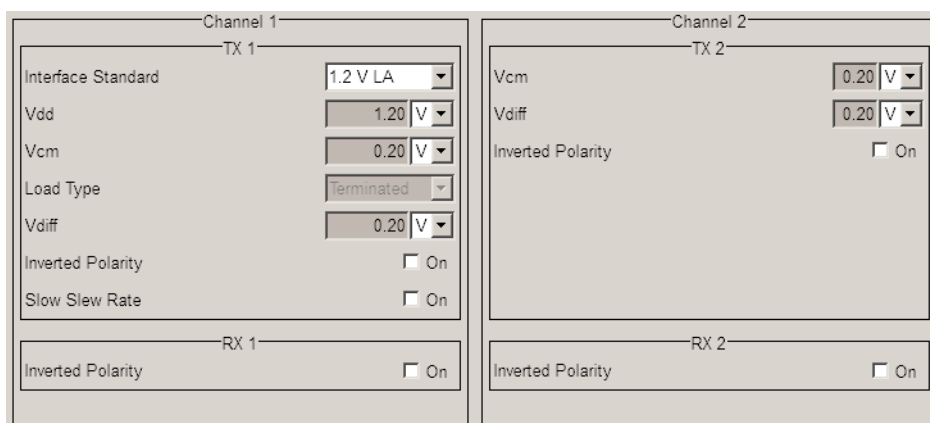 Channel 1
TX 1
Interface Standard 1.2 V LA
Vdd 1.20 V
Vcm 0.20 V
Load Type Terminated
Vdiff 0.20 V
Inverted Polarity On
Slow Slew Rate On
RX 1
Inverted Polarity On
Channel 2
TX 2
Vcm 0.20 V
Vdiff 0.20 V
Inverted Polarity On
RX 2
Inverted Polarity On